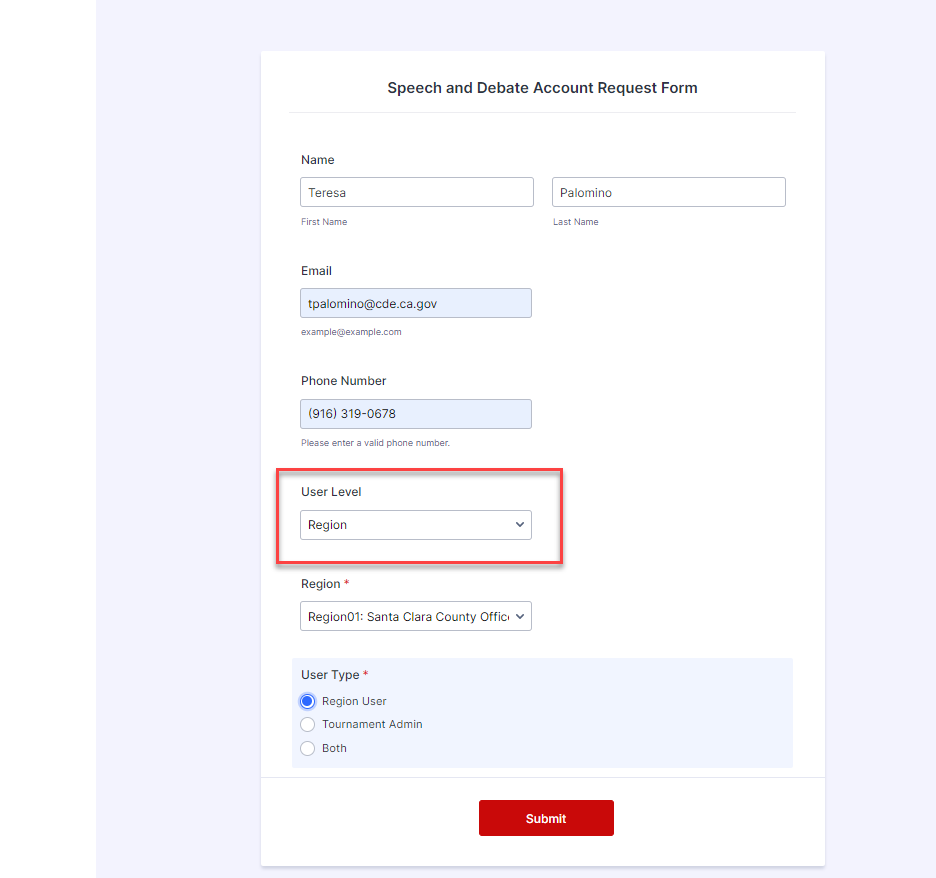 Speech and Debate Account Request Form
Name
Teresa Palomino
First Name Last Name
Email
tpalomino@cde.ca.gov
example@example.com
Phone Number
(916) 319-0678
Please enter a valid phone number.
User Level
Region
Region *
Region01: Santa Clara County Offic
User Type *
Region User
Tournament Admin
Both
Submit